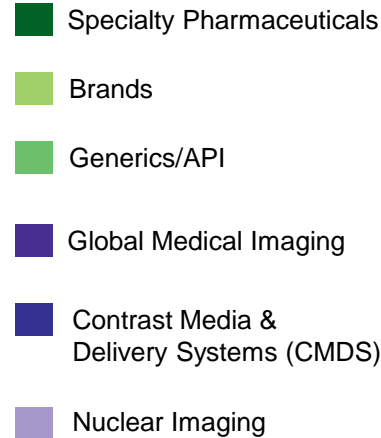 Specialty Pharmaceuticals
Brands
Generics/API
Global Medical Imaging
Contrast Media &
Delivery Systems (CMDS)
Nuclear Imaging